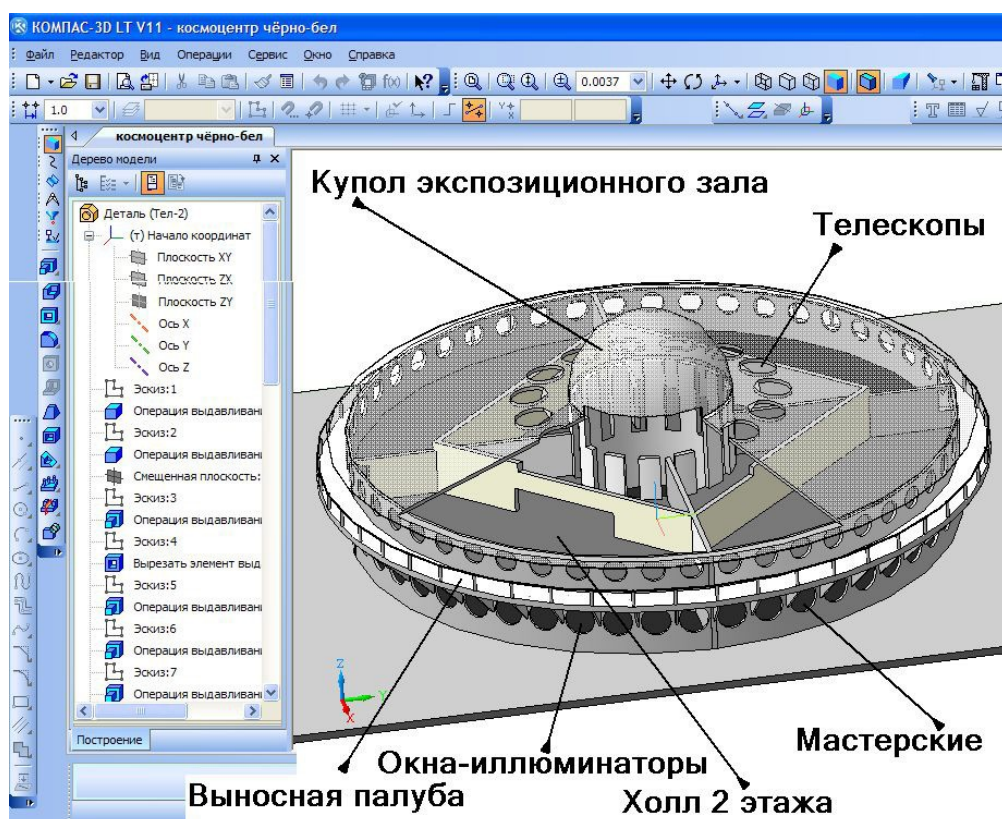 КОМПАС-3D LT V11 - космоцентр чёрно-бел
Файл Редактор Вид Операции Сервис Окно Справка
0.0037
1.0
космоцентр чёрно-бел
Дерево модели
Деталь (Тел-2)
(т) Начало координат
Плоскость XY
Плоскость ZX
Плоскость ZY
Ось X
Ось Y
Ось Z
Эскиз:1
Операция выдавливани
Эскиз:2
Операция выдавливани
Смещенная плоскость:
Эскиз:3
Операция выдавливани
Эскиз:4
Вырезать элемент выд
Эскиз:5
Операция выдавливани
Эскиз:6
Операция выдавливани
Эскиз:7
Операция выдавливани
Построение
Купол экспозиционного зала
Телескопы
Z
Y
X
Мастерские
Окна-иллюминаторы
Выносная палуба
Холл 2 этажа